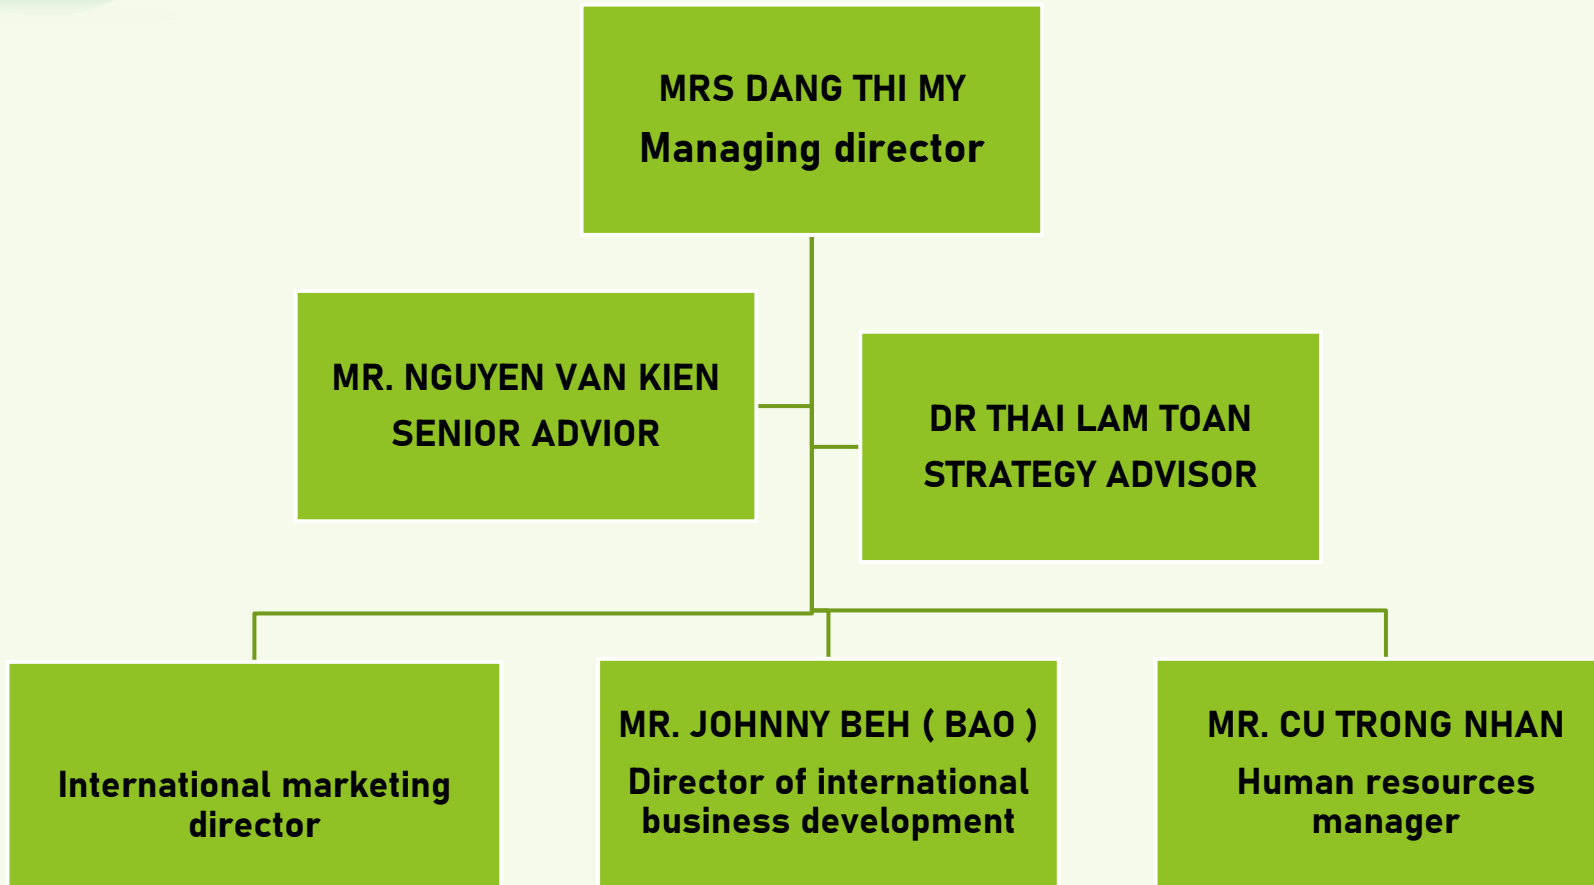 MRS DANG THI MY
Managing director
MR. NGUYEN VAN KIEN
SENIOR ADVIOR
DR THAI LAM TOAN
STRATEGY ADVISOR
International marketing
director
MR. JOHNNY BEH ( BAO )
Director of international
business development
MR. CU TRONG NHAN
Human resources
manager